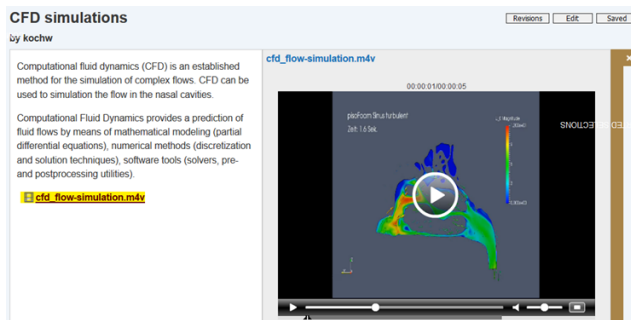 CFD simulations
Revisions
Edit
Saved
by kochw
Computational fluid dynamics (CFD) is an established
method for the simulation of complex flows. CFD can be
used to simulate the flow in the nasal cavities.
Computational Fluid Dynamics provides a prediction of
fluid flows by means of mathematical modeling (partial
differential equations), numerical methods (discretization
and solution techniques), software tools (solvers, pre-
and postprocessing utilities).
cfd_flow-simulation.m4v
cfd_flow-simulation.m4v
00:00:01/00:00:05
pisoFoam Sinus turbulent
Zeit: 1.6 Sek.
Magnitude